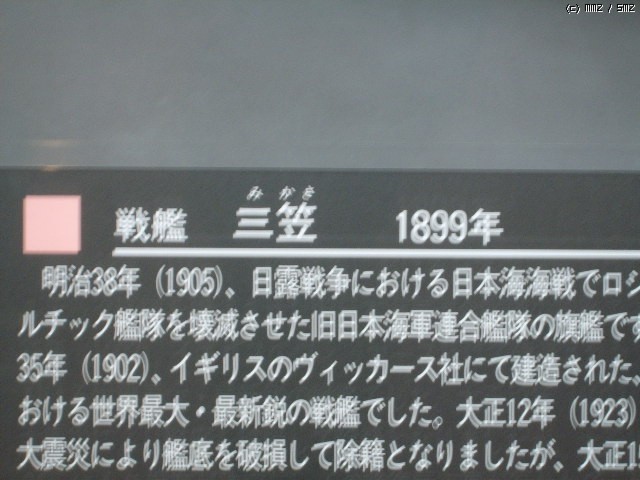 (c) MMZ / SMZ
みかさ
戦艦 三笠 1899年
明治38年（1905）、日露戦争における日本海海戦でロシ
ルチック艦隊を壊滅させた旧日本海軍連合艦隊の旗艦です
35年（1902）、イギリスのヴィッカース社にて建造された、
おける世界最大・最新鋭の戦艦でした。大正12年（1923）
大震災により艦底を破損して除籍となりましたが、大正15